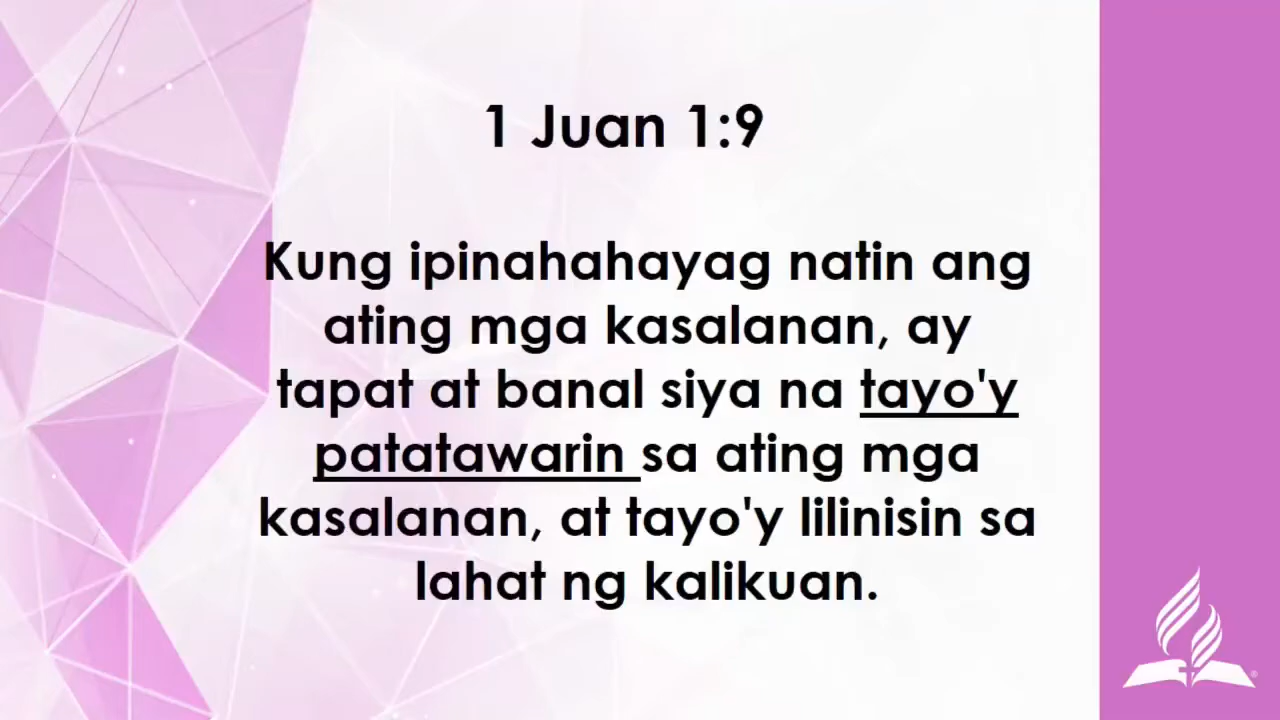 1 Juan 1:9
Kung ipinahahayag natin ang
ating mga kasalanan, ay
tapat at banal siya na tayo'y
patatawarin sa ating mga
kasalanan, at tayo'y lilinisin sa
lahat ng kalikuan.